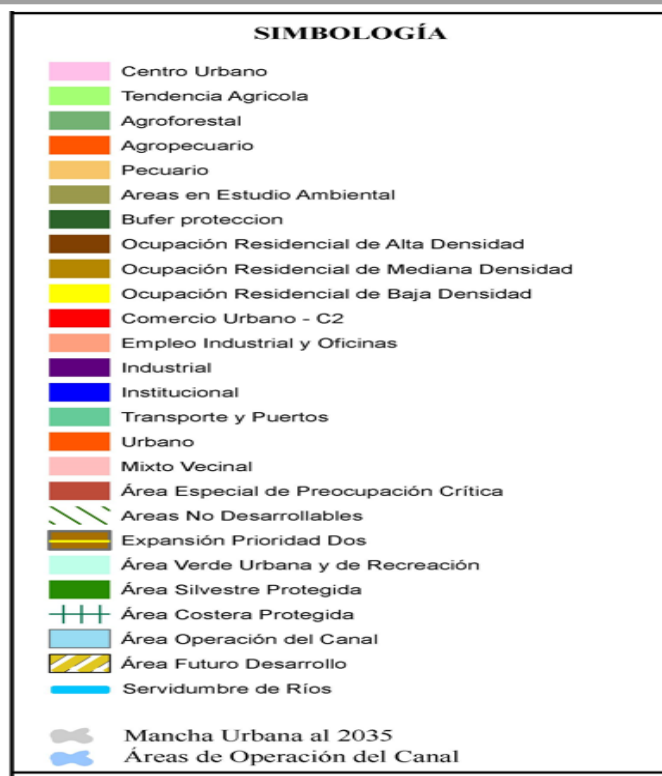 SIMBOLOGÍA
Centro Urbano
Tendencia Agricola
Agroforestal
Agropecuario
Pecuario
Areas en Estudio Ambiental
Bufer proteccion
Ocupación Residencial de Alta Densidad
Ocupación Residencial de Mediana Densidad
Ocupación Residencial de Baja Densidad
Comercio Urbano - C2
Empleo Industrial y Oficinas
Industrial
Institucional
Transporte y Puertos
Urbano
Mixto Vecinal
Área Especial de Preocupación Crítica
Areas No Desarrollables
Expansión Prioridad Dos
Área Verde Urbana y de Recreación
Área Silvestre Protegida
Área Costera Protegida
Área Operación del Canal
Área Futuro Desarrollo
Servidumbre de Ríos
Mancha Urbana al 2035
Áreas de Operación del Canal